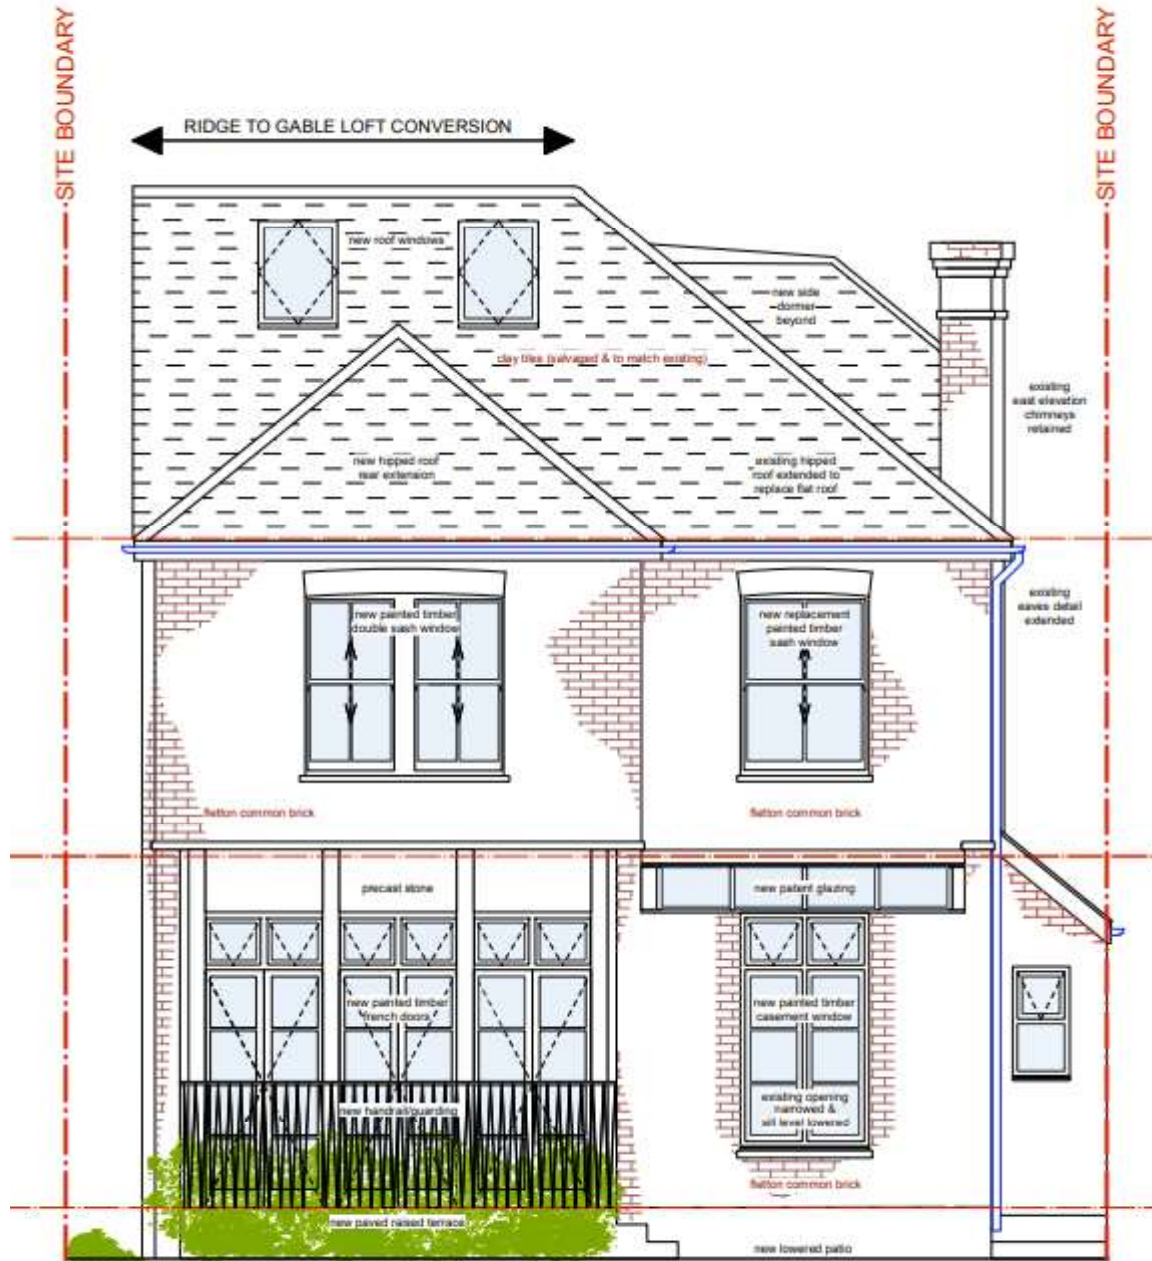 SITE BOUNDARY
SITE BOUNDARY
RIDGE TO GABLE LOFT CONVERSION
new roof windows
new side
dormer
beyond
clay tiles (salvaged & to match existing)
existing
east elevation
chimneys
retained
new hipped roof
rear extension
existing hipped
roof extended to
replace flat roof
existing
eaves detail
extended
new painted timber
double sash window
new replacement
painted timber
sash window
fletton common brick
fletton common brick
precast stone
new patent glazing
new painted timber
french doors
new painted timber
casement window
new handrail/guarding
existing opening
narrowed &
sill level lowered
fletton common brick
new paved raised terrace
new lowered patio